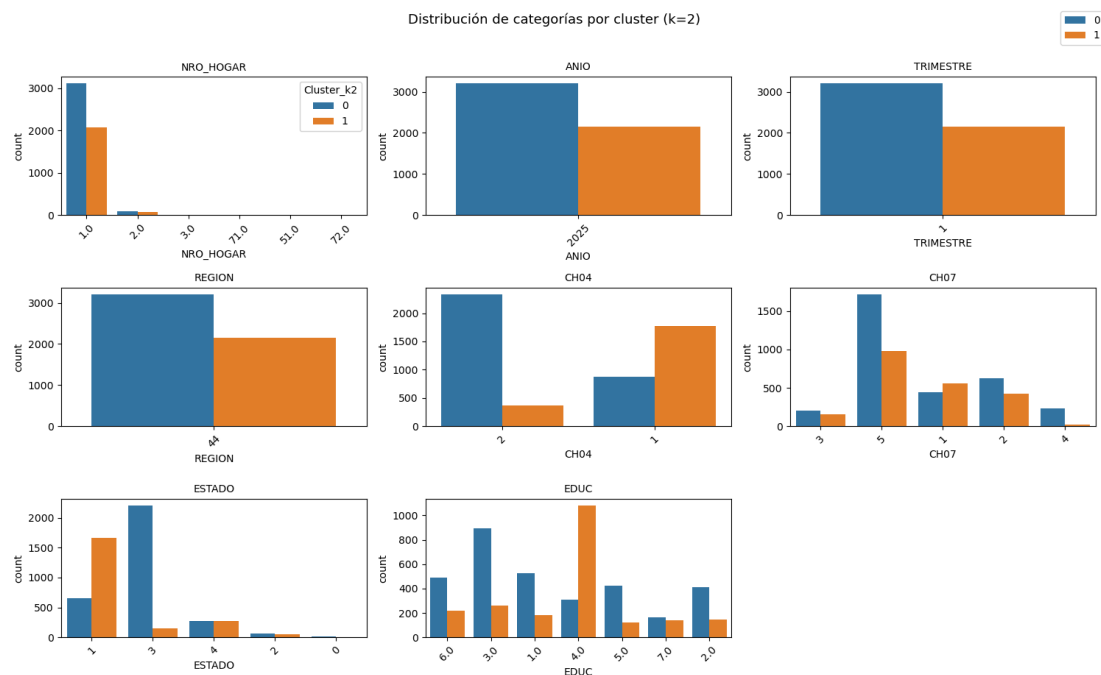 Distribución de categorías por cluster (k=2)
0
1
NRO_HOGAR
Cluster_k2
0
1
count
3000
2000
1000
0
1.0 2.0 3.0 71.0 51.0 72.0
NRO_HOGAR
ANIO
count
3000
2000
1000
0
2025
ANIO
TRIMESTRE
count
3000
2000
1000
0
1
TRIMESTRE
REGION
count
3000
2000
1000
0
44
REGION
CH04
count
2000
1500
1000
500
0
2 1
CH04
CH07
count
1500
1000
500
0
3 5 1 2 4
CH07
ESTADO
count
2000
1500
1000
500
0
1 3 4 2 0
ESTADO
EDUC
count
1000
800
600
400
200
0
6.0 3.0 1.0 4.0 5.0 7.0 2.0
EDUC